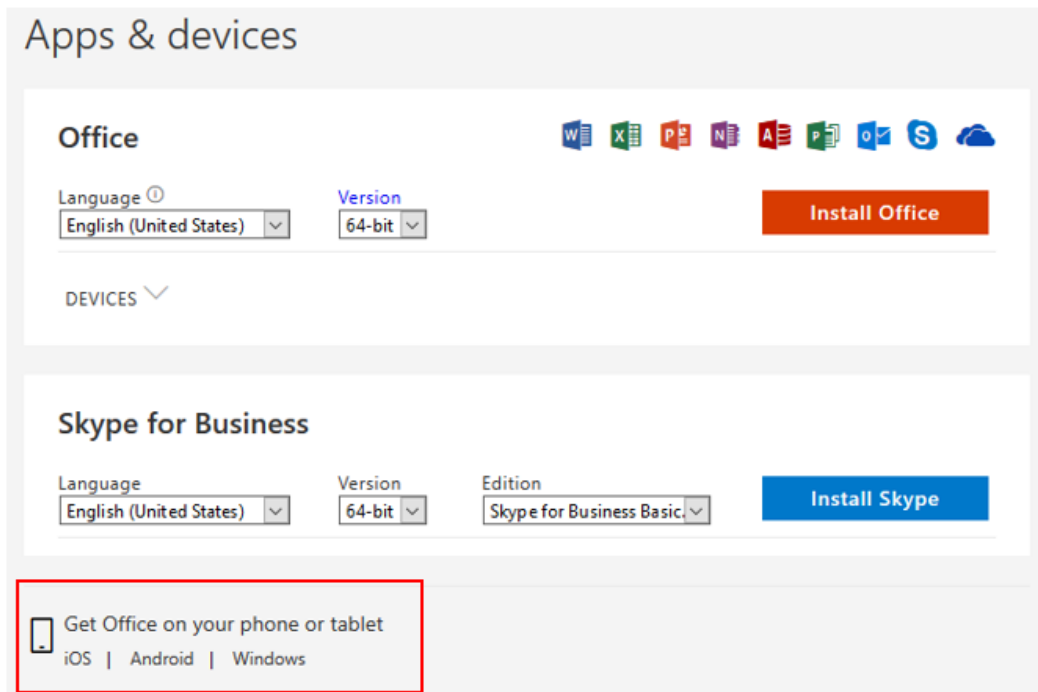 Apps & devices
Office
Language
Version
English (United States)
64-bit
Install Office
DEVICES
Skype for Business
Language
Version
Edition
English (United States)
64-bit
Skype for Business Basic.
Install Skype
Get Office on your phone or tablet
iOS | Android | Windows